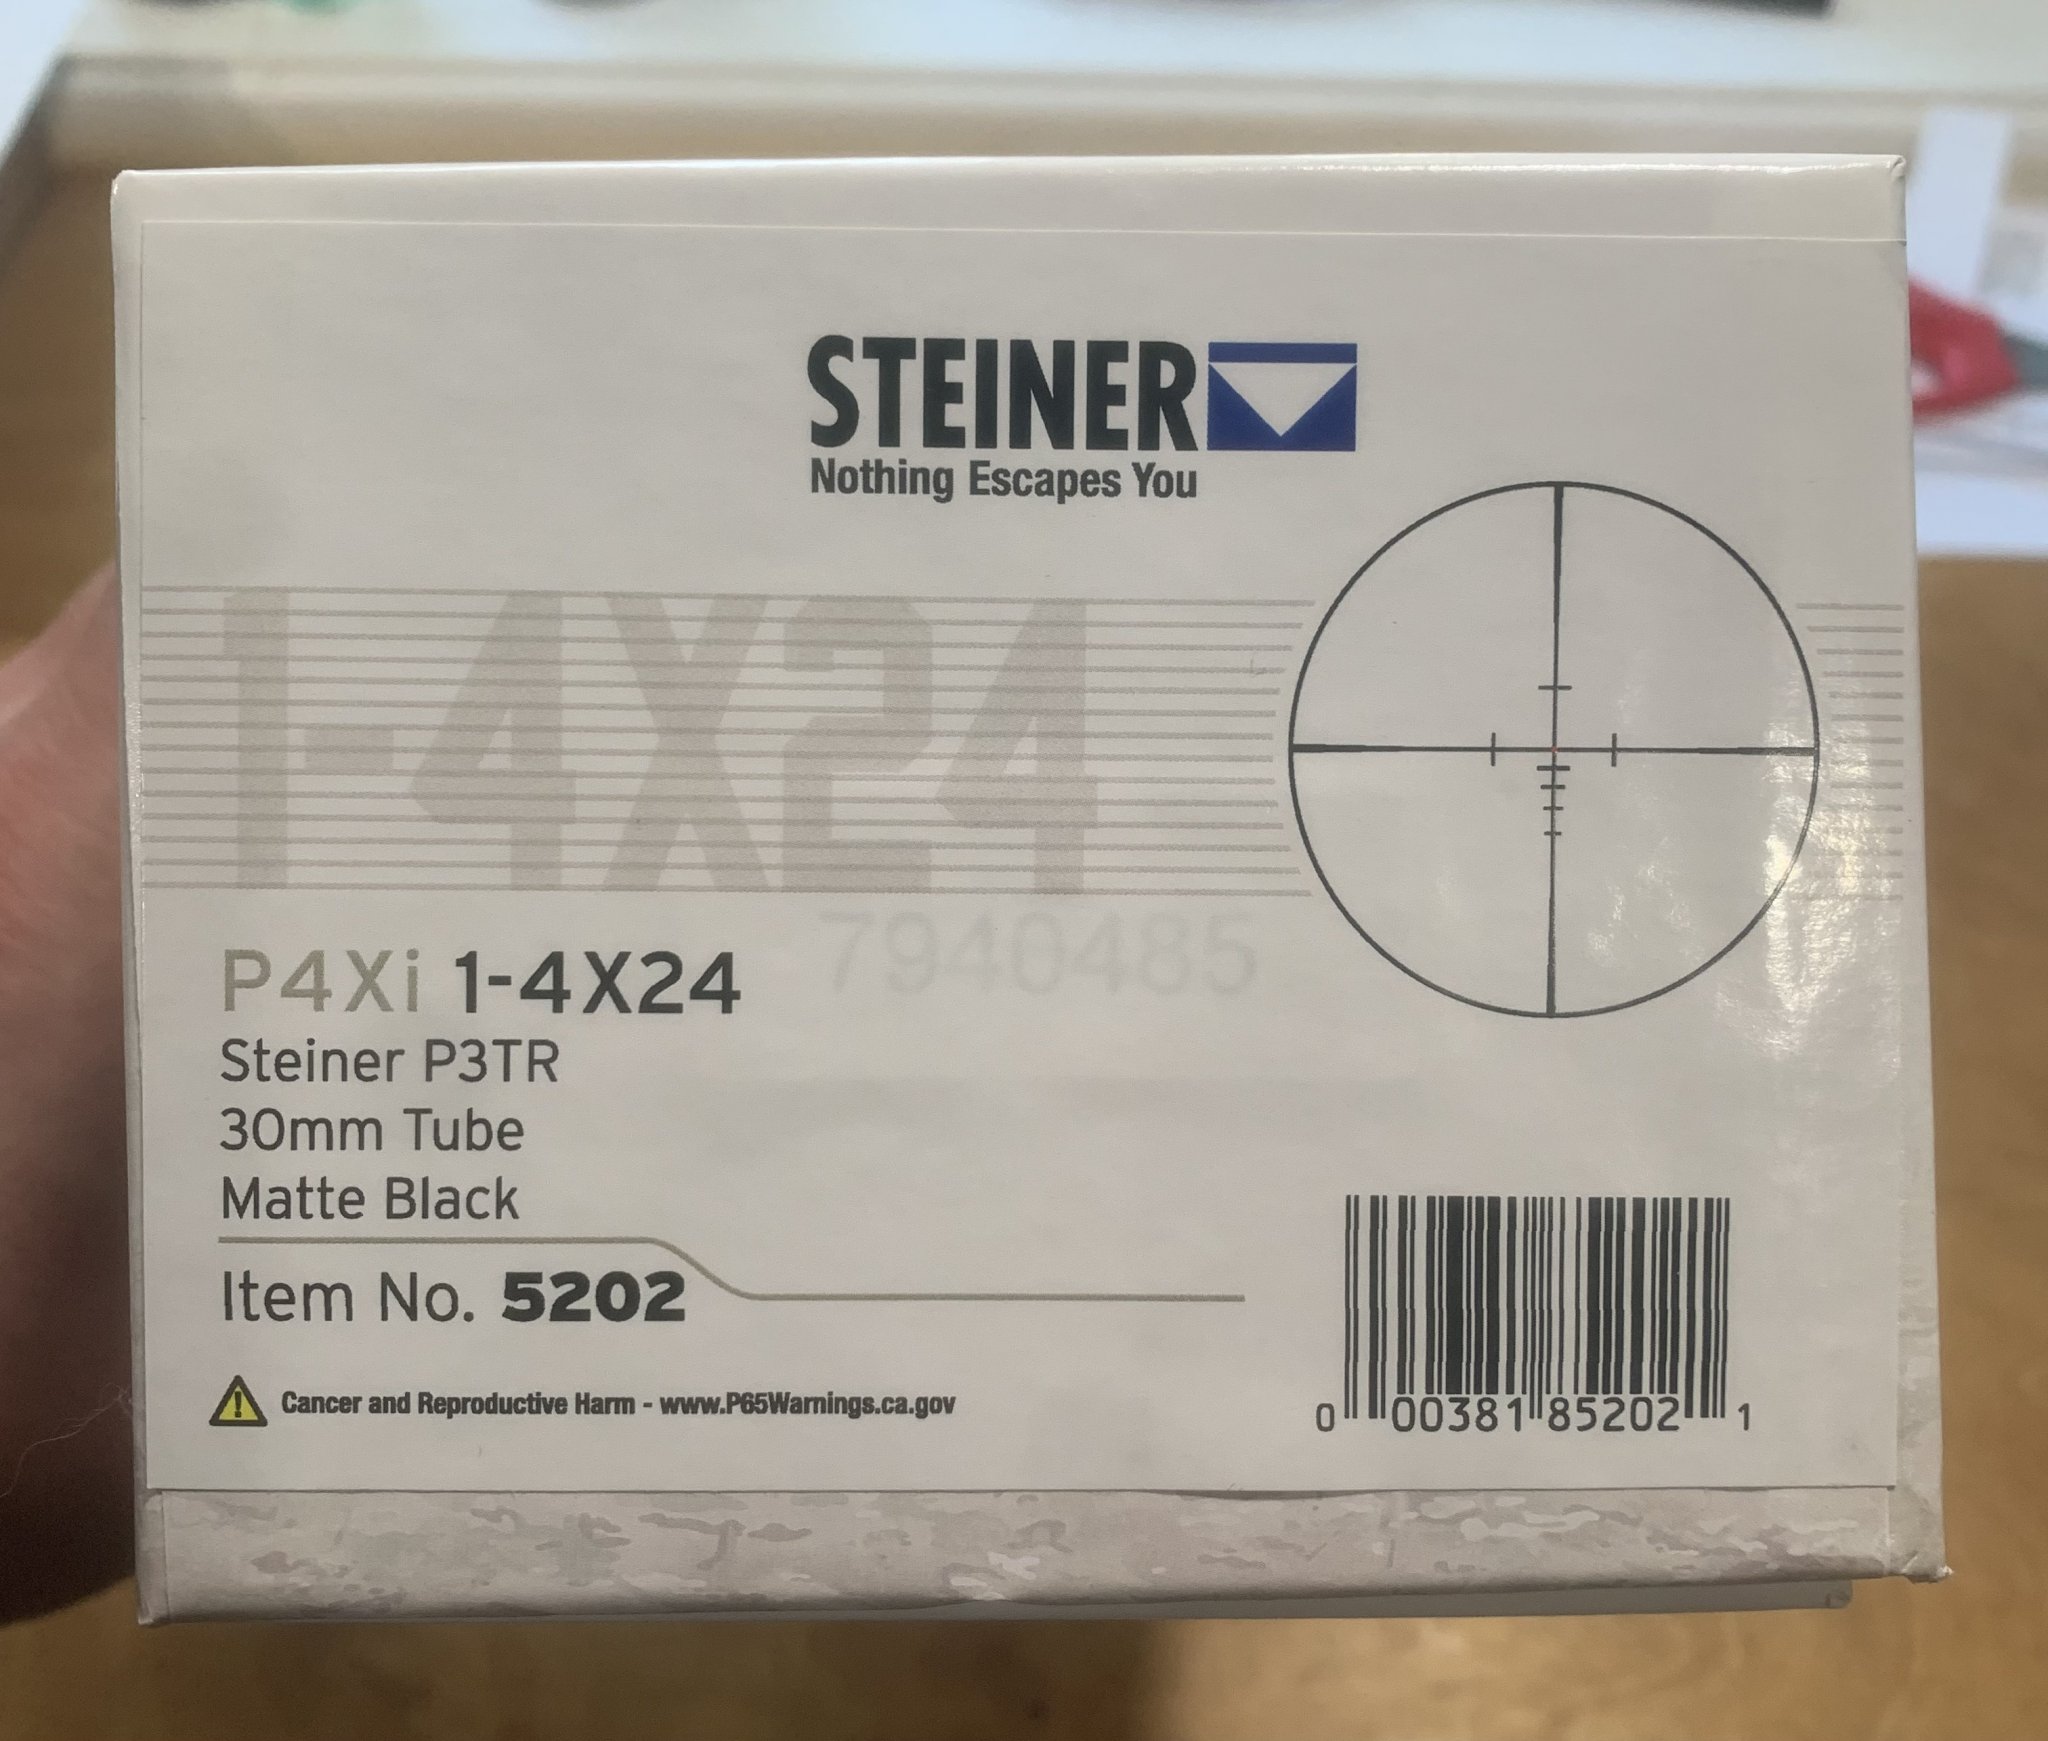 STEINER
Nothing Escapes You
1-4X24
P4Xi 1-4X24
7940485
Steiner P3TR
30mm Tube
Matte Black
Item No. 5202
Cancer and Reproductive Harm - www.P65Warnings.ca.gov
0 00381 85202 1